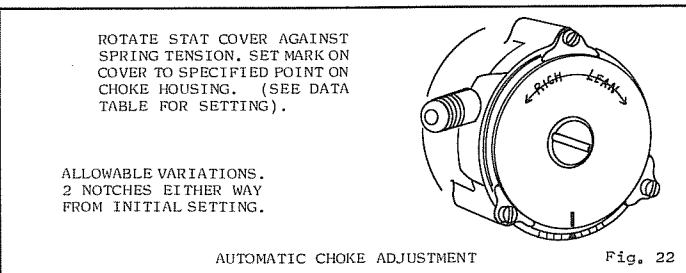 ROTATE STAT COVER AGAINST
SPRING TENSION. SET MARK ON
COVER TO SPECIFIED POINT ON
CHOKE HOUSING. (SEE DATA
TABLE FOR SETTING).
RICH LEAN
ALLOWABLE VARIATIONS.
2 NOTCHES EITHER WAY
FROM INITIAL SETTING.
AUTOMATIC CHOKE ADJUSTMENT Fig. 22